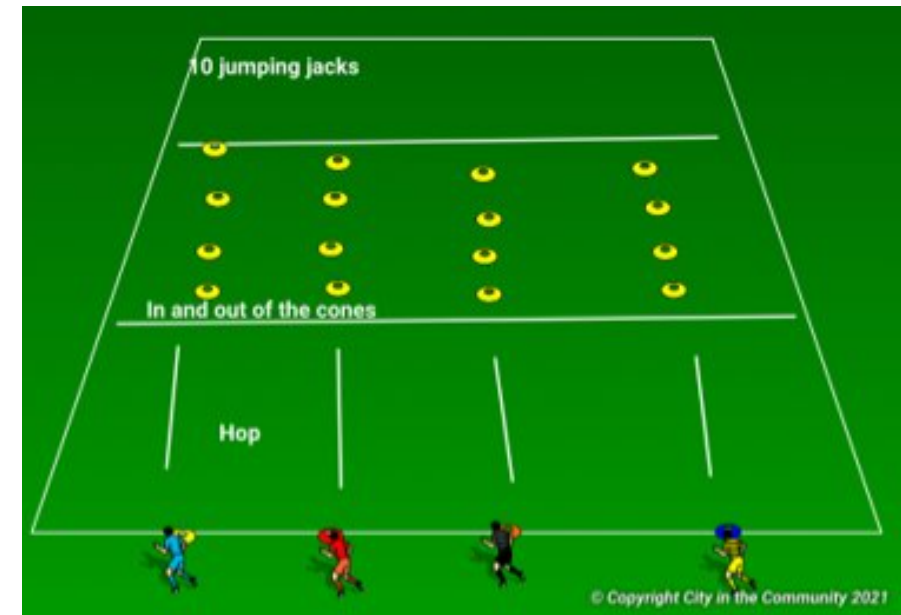 10 jumping jacks
In and out of the cones
Hop
© Copyright City in the Community 2021